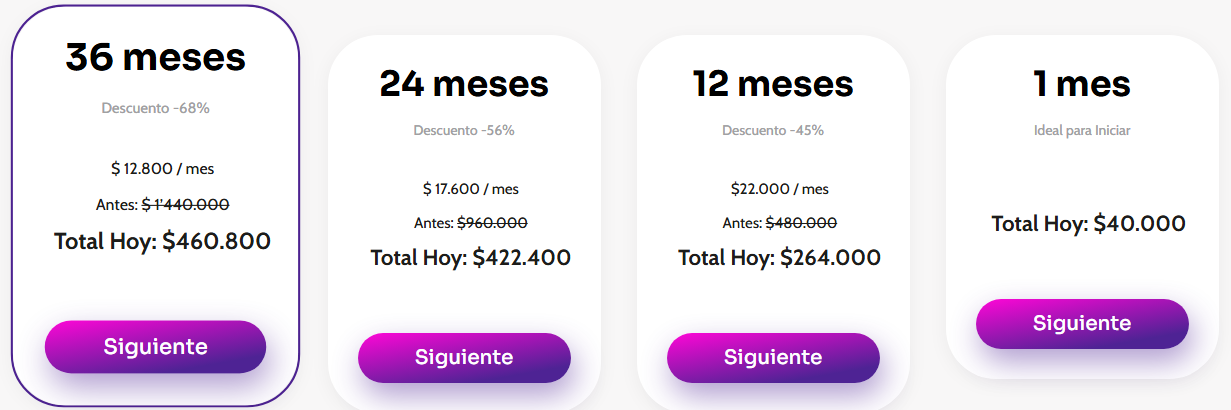 36 meses
Descuento -68%
$ 12.800 / mes
Antes: $ 1'440.000
Total Hoy: $460.800
Siguiente
24 meses
Descuento -56%
$ 17.600 / mes
Antes: $960.000
Total Hoy: $422.400
Siguiente
12 meses
Descuento -45%
$22.000 / mes
Antes: $480.000
Total Hoy: $264.000
Siguiente
1 mes
Ideal para Iniciar
Total Hoy: $40.000
Siguiente